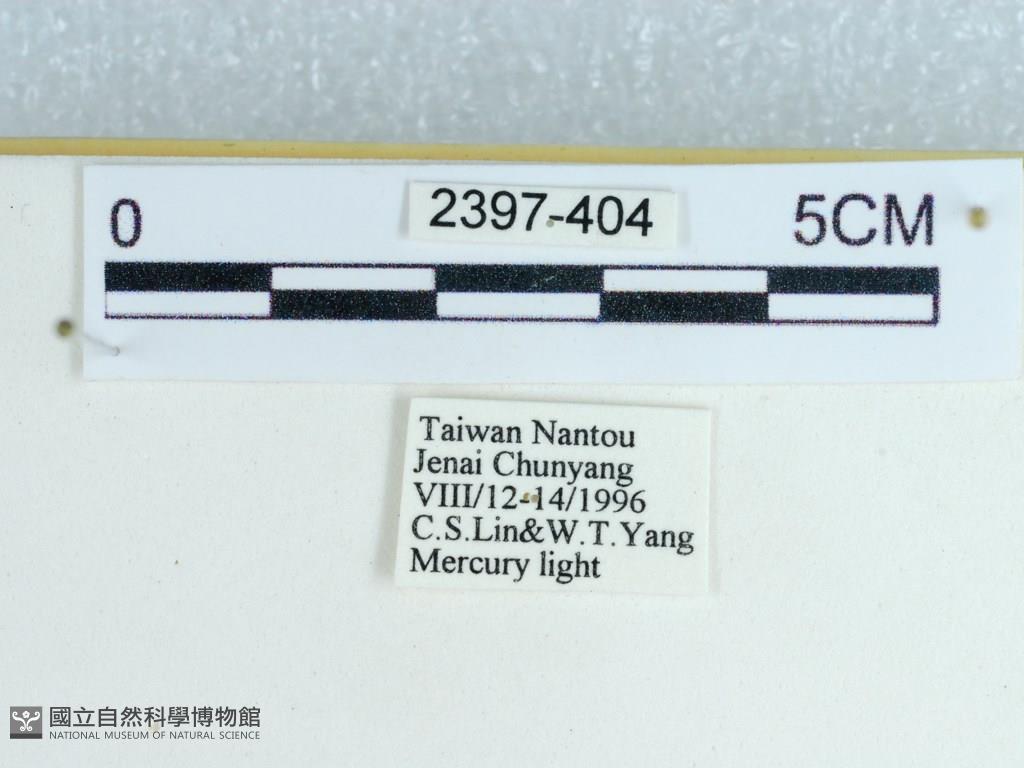 0
2397-404
5CM
Taiwan Nantou
Jenai Chunyang
VIII/12-14/1996
C.S.Lin&W.T.Yang
Mercury light
國立自然科學博物館
NATIONAL MUSEUM OF NATURAL SCIENCE